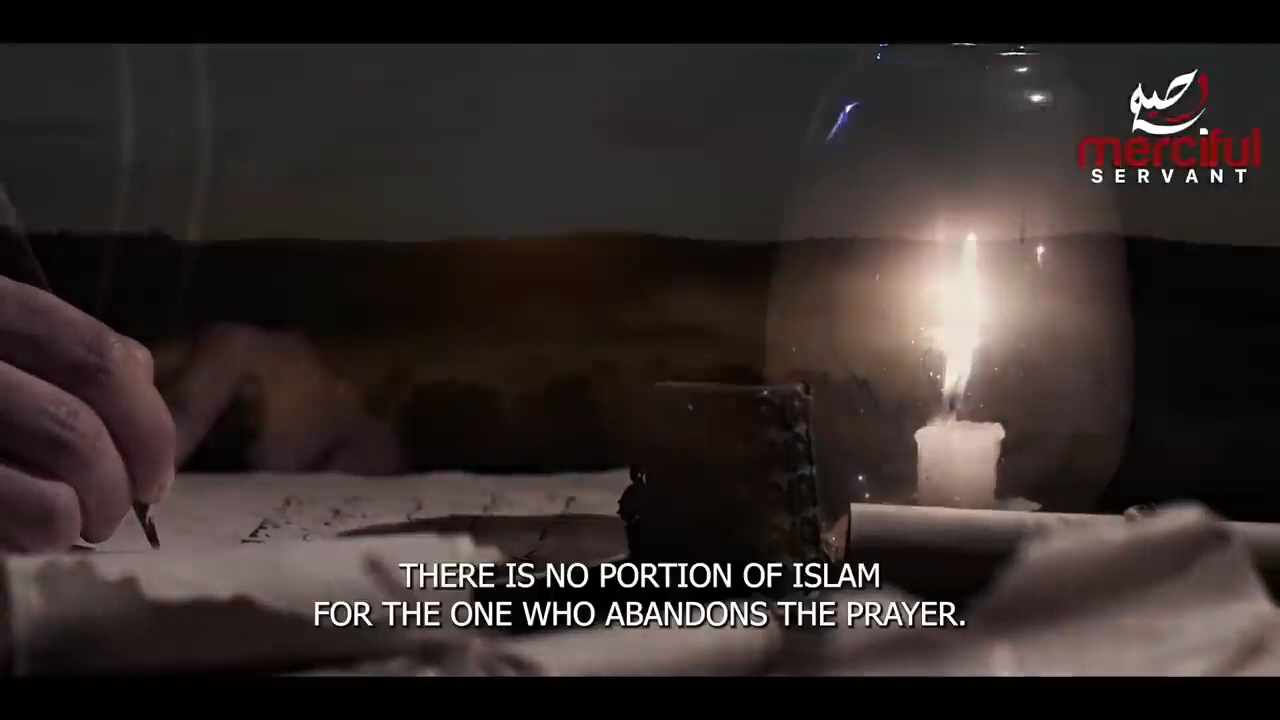 merciful
SERVANT
THERE IS NO PORTION OF ISLAM
FOR THE ONE WHO ABANDONS THE PRAYER.